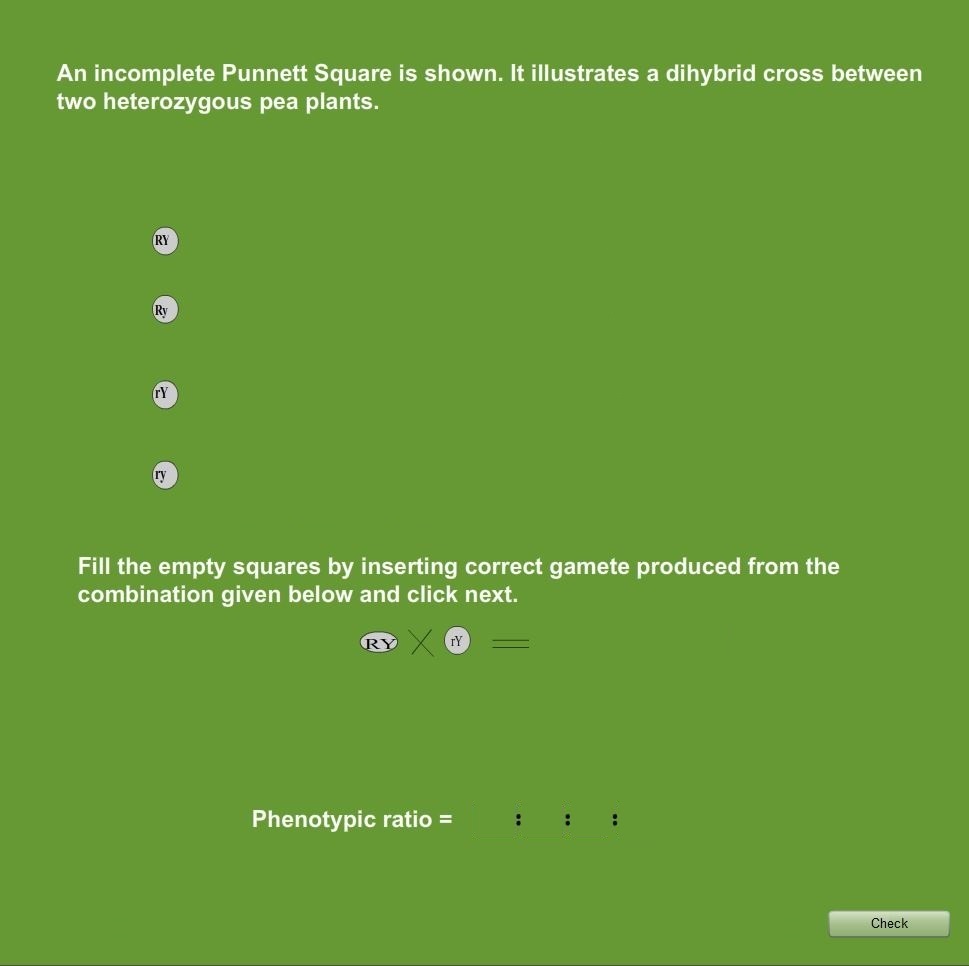 An incomplete Punnett Square is shown. It illustrates a dihybrid cross between
two heterozygous pea plants.
RY
Ry
rY
ry
Fill the empty squares by inserting correct gamete produced from the
combination given below and click next.
RY X rY =
Phenotypic ratio = : : :
Check